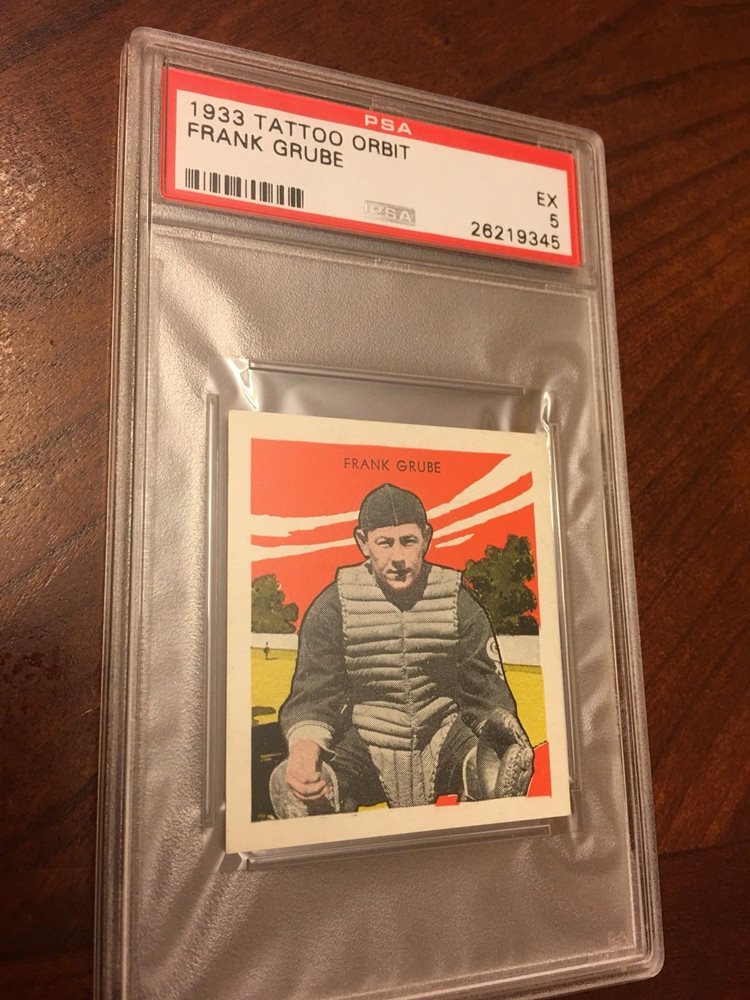 PSA
1933 TATTOO ORBIT
FRANK GRUBE
EX
5
PSA
26219345
FRANK GRUBE